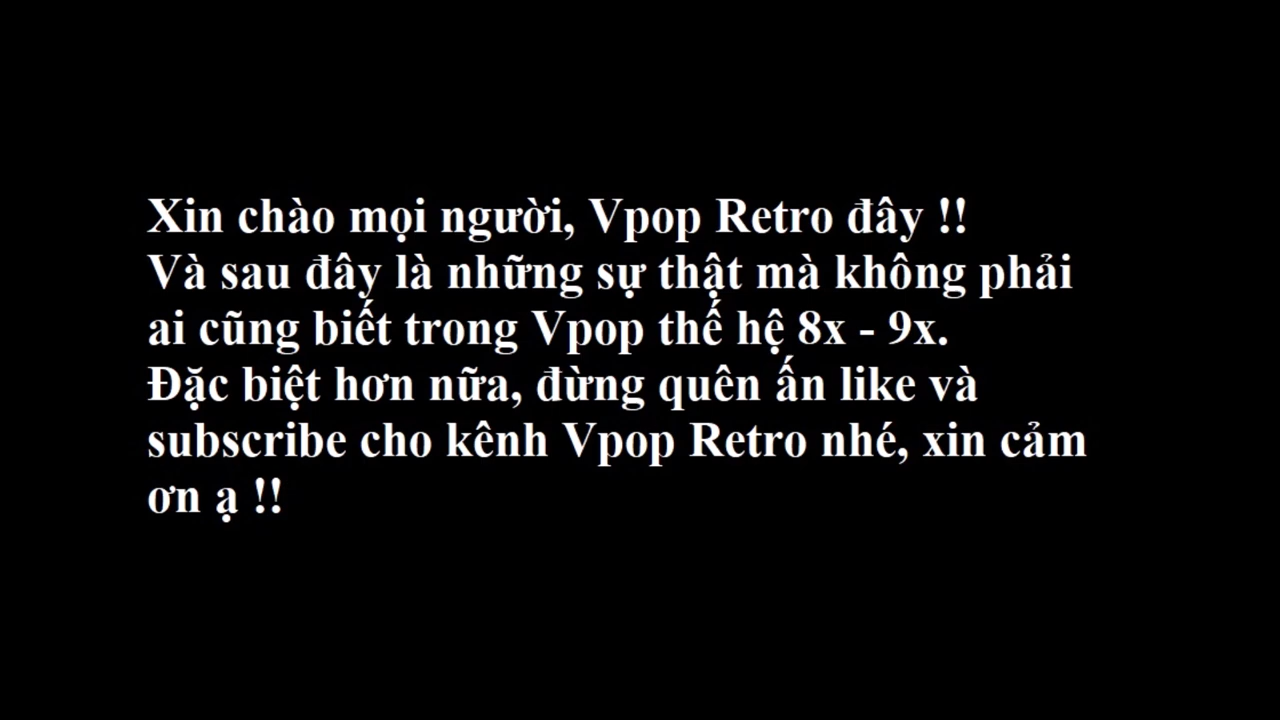 Xin chào mọi người, Vpop Retro đây !!
Và sau đây là những sự thật mà không phải
ai cũng biết trong Vpop thế hệ 8x - 9x.
Đặc biệt hơn nữa, đừng quên ấn like và
subscribe cho kênh Vpop Retro nhé, xin cảm
ơn ạ !!